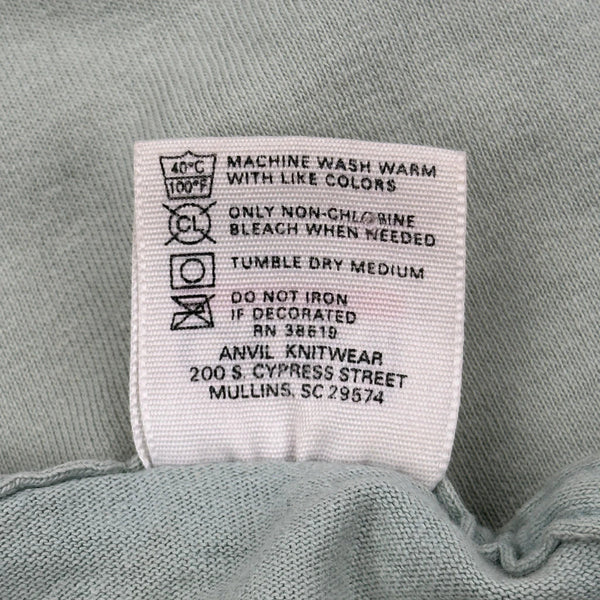 40°C
100°F
MACHINE WASH WARM
WITH LIKE COLORS
CL
ONLY NON-CHLORINE
BLEACH WHEN NEEDED
TUMBLE DRY MEDIUM
DO NOT IRON
IF DECORATED
RN 38619
ANVIL KNITWEAR
200 S. CYPRESS STREET
MULLINS, SC 29574